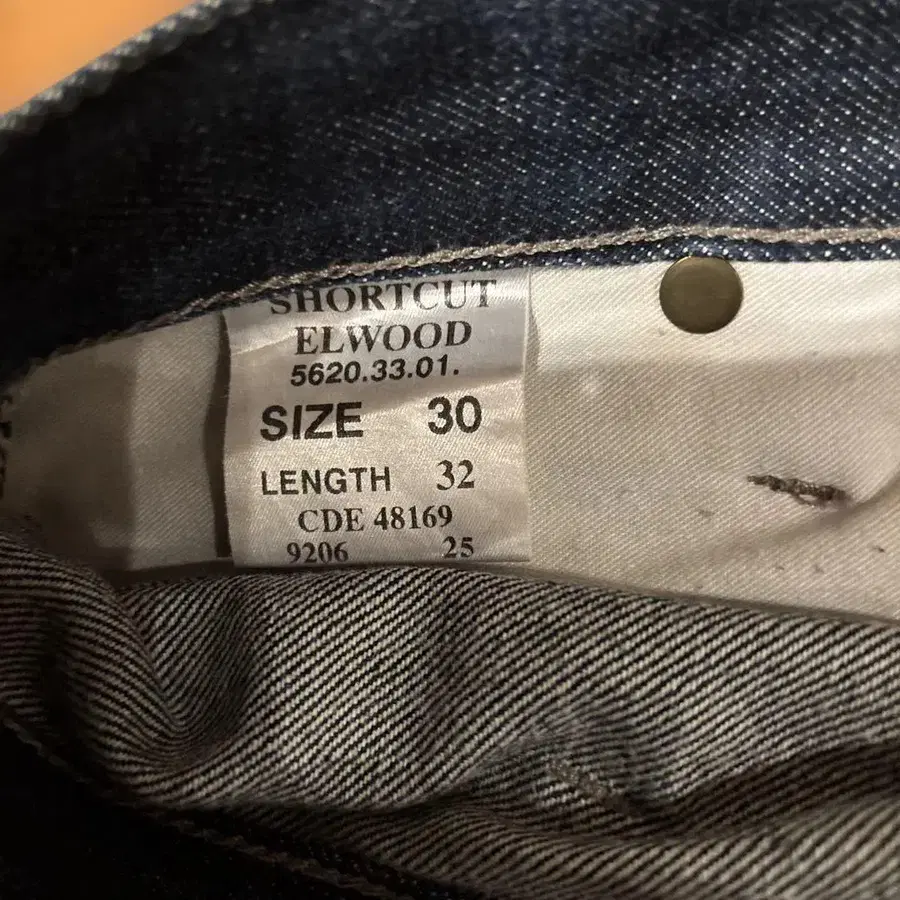 SHORTCUT
ELWOOD
5620.33.01.
SIZE 30
LENGTH 32
CDE 48169
9206 25